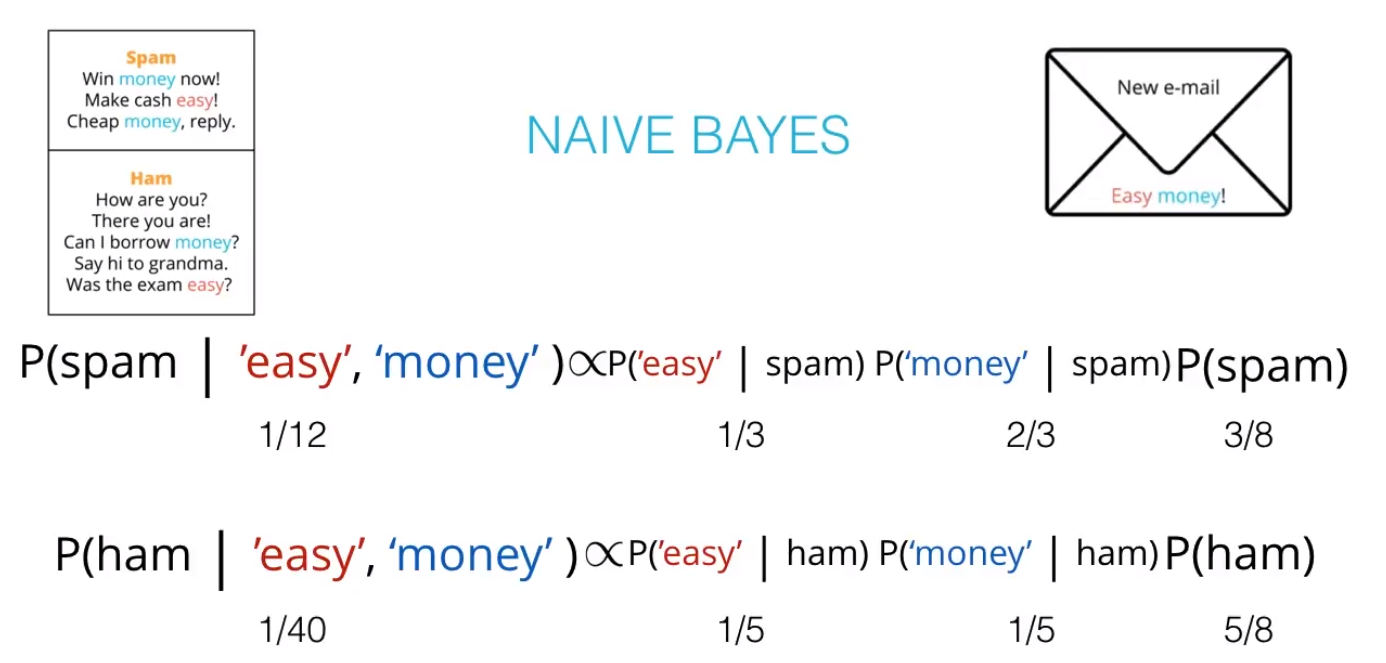 Spam
Win money now!
Make cash easy!
Cheap money, reply.
Ham
How are you?
There you are!
Can I borrow money?
Say hi to grandma.
Was the exam easy?
NAIVE BAYES
New e-mail
Easy money!
P(spam | ’easy’, ‘money’ )∝P(’easy’ | spam) P(‘money’ | spam)P(spam)
1/12 1/3 2/3 3/8
P(ham | ’easy’, ‘money’ )∝P(’easy’ | ham) P(‘money’ | ham)P(ham)
1/40 1/5 1/5 5/8